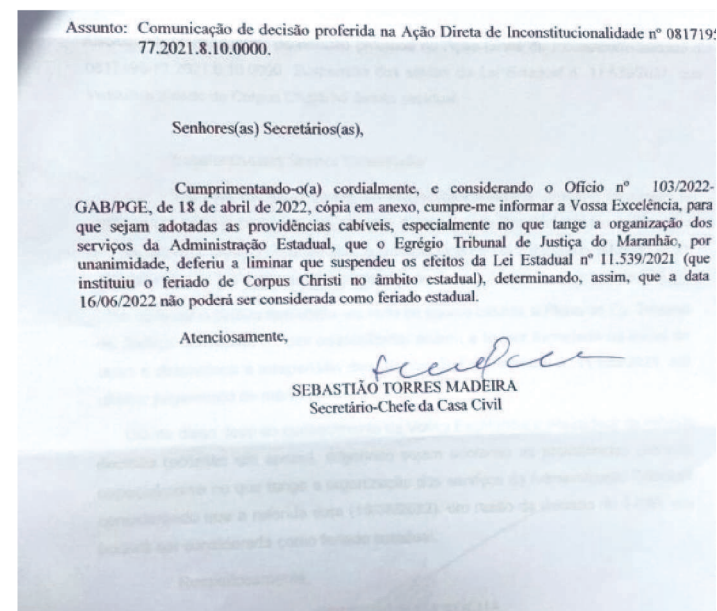 Assunto: Comunicação de decisão proferida na Ação Direta de Inconstitucionalidade nº 0817195
77.2021.8.10.0000.
Senhores(as) Secretários(as),
Cumprimentando-o(a) cordialmente, e considerando o Ofício nº 103/2022-
GAB/PGE, de 18 de abril de 2022, cópia em anexo, cumpre-me informar a Vossa Excelência, para
que sejam adotadas as providências cabíveis, especialmente no que tange a organização dos
serviços da Administração Estadual, que o Egrégio Tribunal de Justiça do Maranhão, por
unanimidade, deferiu a liminar que suspendeu os efeitos da Lei Estadual nº 11.539/2021 (que
instituiu o feriado de Corpus Christi no âmbito estadual), determinando, assim, que a data
16/06/2022 não poderá ser considerada como feriado estadual.
Atenciosamente,
SEBASTIÃO TORRES MADEIRA
Secretário-Chefe da Casa Civil